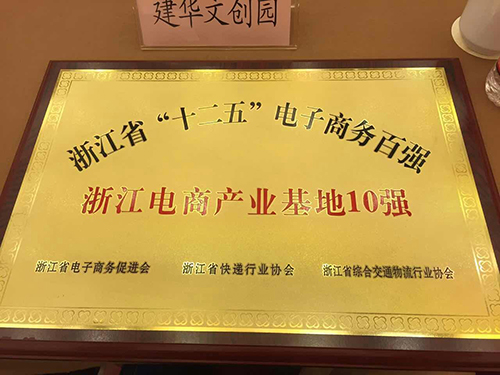 建华文创园
浙江省“十二五”电子商务百强
浙江电商产业基地10强
浙江省电子商务促进会 浙江省快递行业协会 浙江省综合交通物流行业协会